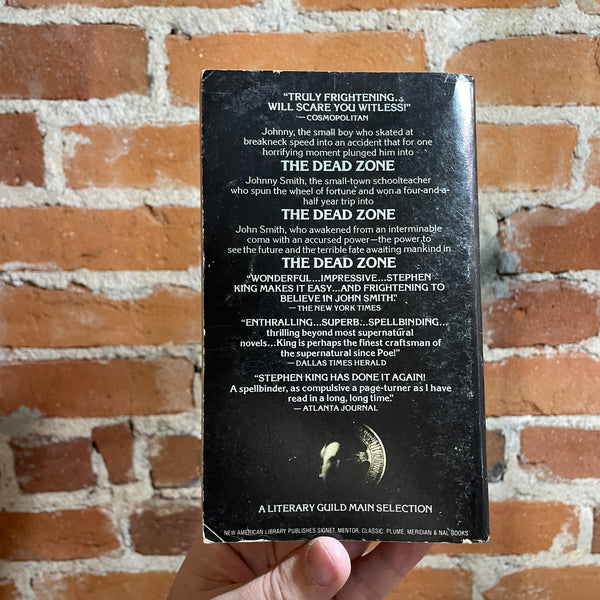 “TRULY FRIGHTENING...
WILL SCARE YOU WITLESS!”
—COSMOPOLITAN
Johnny, the small boy who skated at
breakneck speed into an accident that for one
horrifying moment plunged him into
THE DEAD ZONE
Johnny Smith, the small-town schoolteacher
who spun the wheel of fortune and won a four-and-a-
half year trip into
THE DEAD ZONE
John Smith, who awakened from an interminable
coma with an accursed power—the power to
see the future and the terrible fate awaiting mankind in
THE DEAD ZONE
“WONDERFUL...IMPRESSIVE...STEPHEN
KING MAKES IT EASY...AND FRIGHTENING TO
BELIEVE IN JOHN SMITH.”
—THE NEW YORK TIMES
“ENTHRALLING...SUPERB...SPELLBINDING...
thrilling beyond most supernatural
novels...King is perhaps the finest craftsman of
the supernatural since Poe!”
—DALLAS TIMES HERALD
“STEPHEN KING HAS DONE IT AGAIN!
A spellbinder, as compulsive a page-turner as I have
read in a long, long time.”
—ATLANTA JOURNAL
A LITERARY GUILD MAIN SELECTION
NEW AMERICAN LIBRARY PUBLISHES SIGNET, MENTOR, CLASSIC, PLUME, MERIDIAN & NAL BOOKS